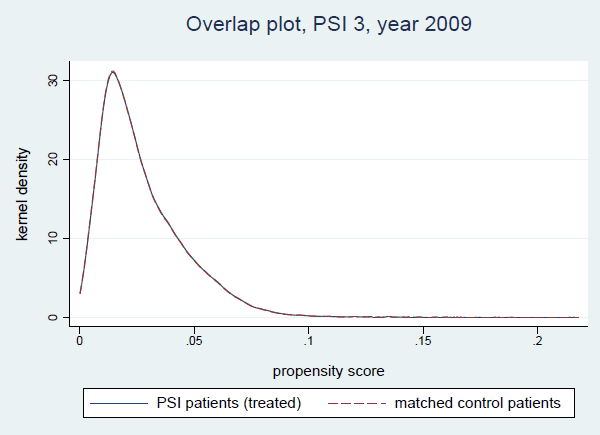 Overlap plot, PSI 3, year 2009
kernel density
30
20
10
0
0 .05 .1 .15 .2
propensity score
PSI patients (treated) matched control patients